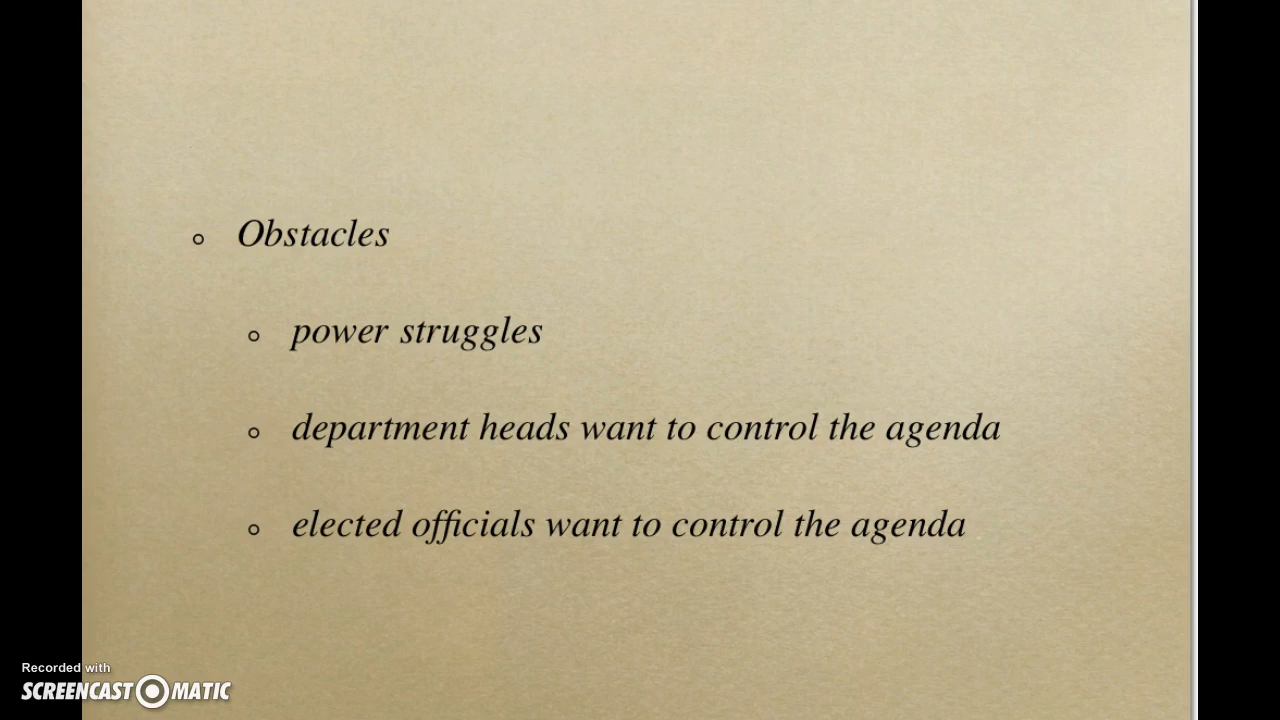 Obstacles
power struggles
department heads want to control the agenda
elected officials want to control the agenda
Recorded with
SCREENCAST MATIC